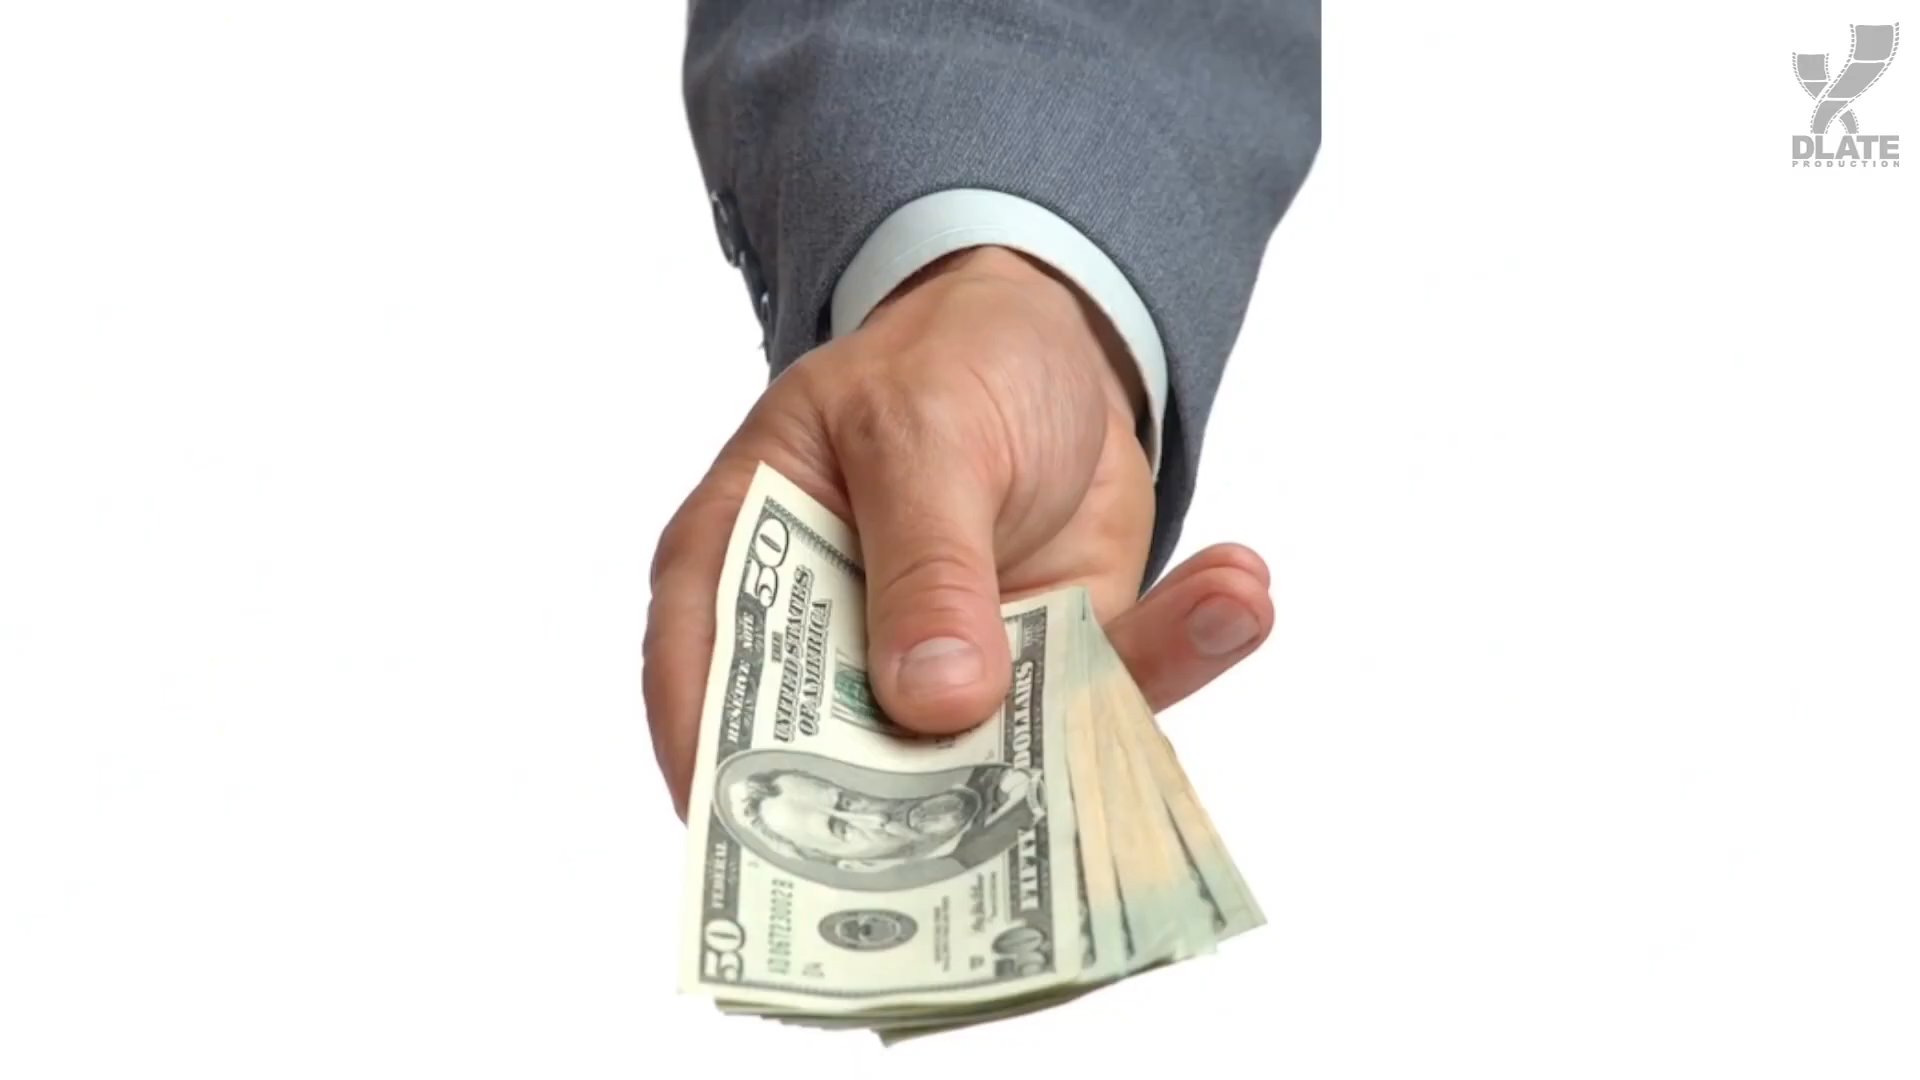 DLATE
PRODUCTION
50
FEDERAL RESERVE NOTE
THE
UNITED STATES
OF AMERICA
50
FIFTY DOLLARS
50